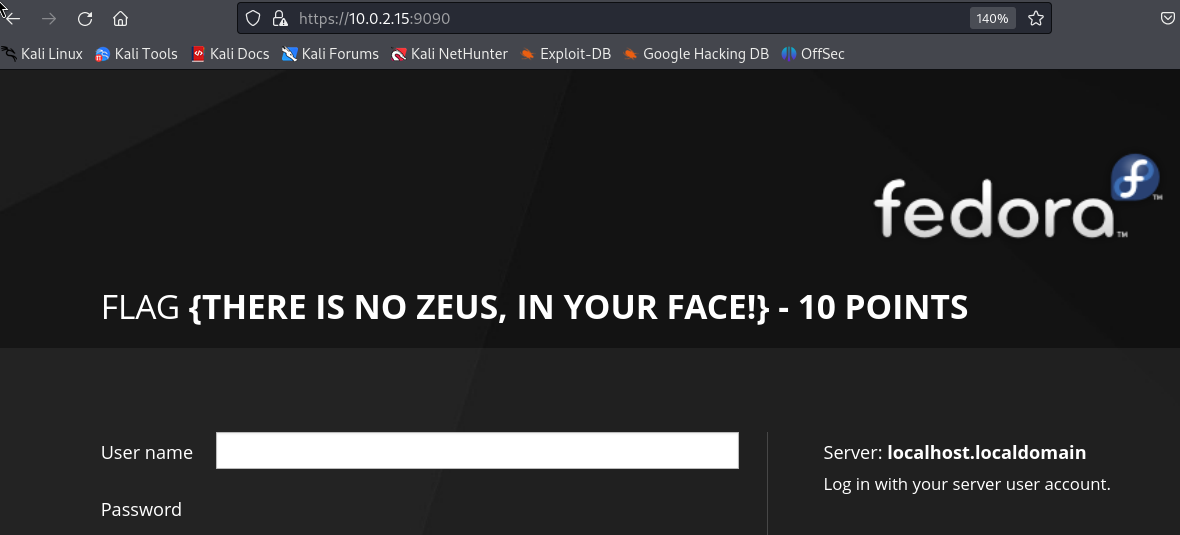 https://10.0.2.15:9090
140%
Kali Linux Kali Tools Kali Docs Kali Forums Kali NetHunter Exploit-DB Google Hacking DB OffSec
fedora™
FLAG {THERE IS NO ZEUS, IN YOUR FACE!} - 10 POINTS
User name
Server: localhost.localdomain
Log in with your server user account.
Password